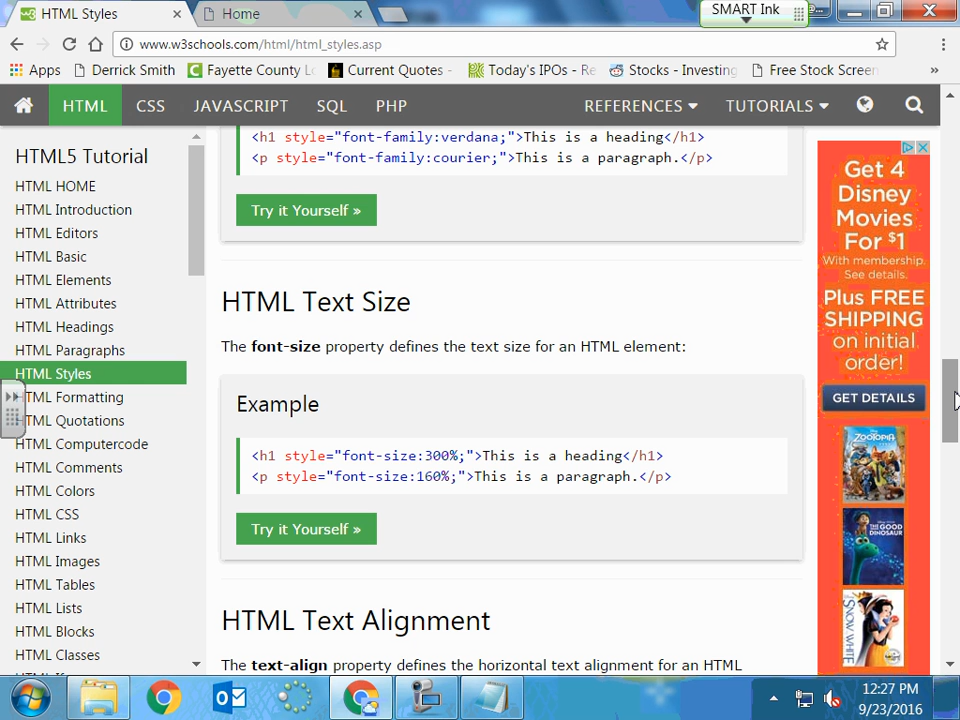 HTML Styles
Home
SMART Ink
www.w3schools.com/html/html_styles.asp
Apps
Derrick Smith
Fayette County Lo
Current Quotes -
Today's IPOs - Re
Stocks - Investing
Free Stock Screen
»
HTML
CSS
JAVASCRIPT
SQL
PHP
REFERENCES
TUTORIALS
HTML5 Tutorial
HTML HOME
HTML Introduction
HTML Editors
HTML Basic
HTML Elements
HTML Attributes
HTML Headings
HTML Paragraphs
HTML Styles
HTML Formatting
HTML Quotations
HTML Computercode
HTML Comments
HTML Colors
HTML CSS
HTML Links
HTML Images
HTML Tables
HTML Lists
HTML Blocks
HTML Classes
<h1 style="font-family:verdana;">This is a heading</h1>
<p style="font-family:courier;">This is a paragraph.</p>
Try it Yourself »
HTML Text Size
The font-size property defines the text size for an HTML element:
Example
<h1 style="font-size:300%;">This is a heading</h1>
<p style="font-size:160%;">This is a paragraph.</p>
Try it Yourself »
HTML Text Alignment
The text-align property defines the horizontal text alignment for an HTML
Get 4
Disney
Movies
For $1
With membership.
See details.
Plus FREE
SHIPPING
on initial
order!
GET DETAILS
ZOOTOPIA
THE GOOD
DINOSAUR
SNOW WHITE
12:27 PM
9/23/2016